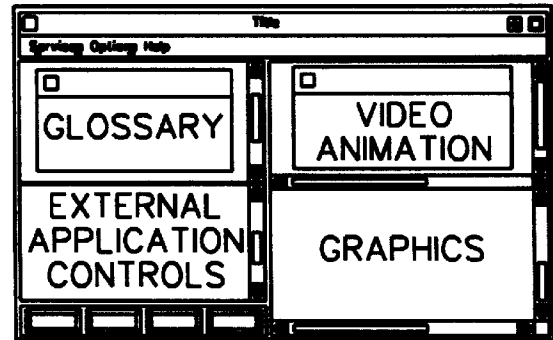 Title
Services Options Help
GLOSSARY
VIDEO
ANIMATION
EXTERNAL
APPLICATION
CONTROLS
GRAPHICS